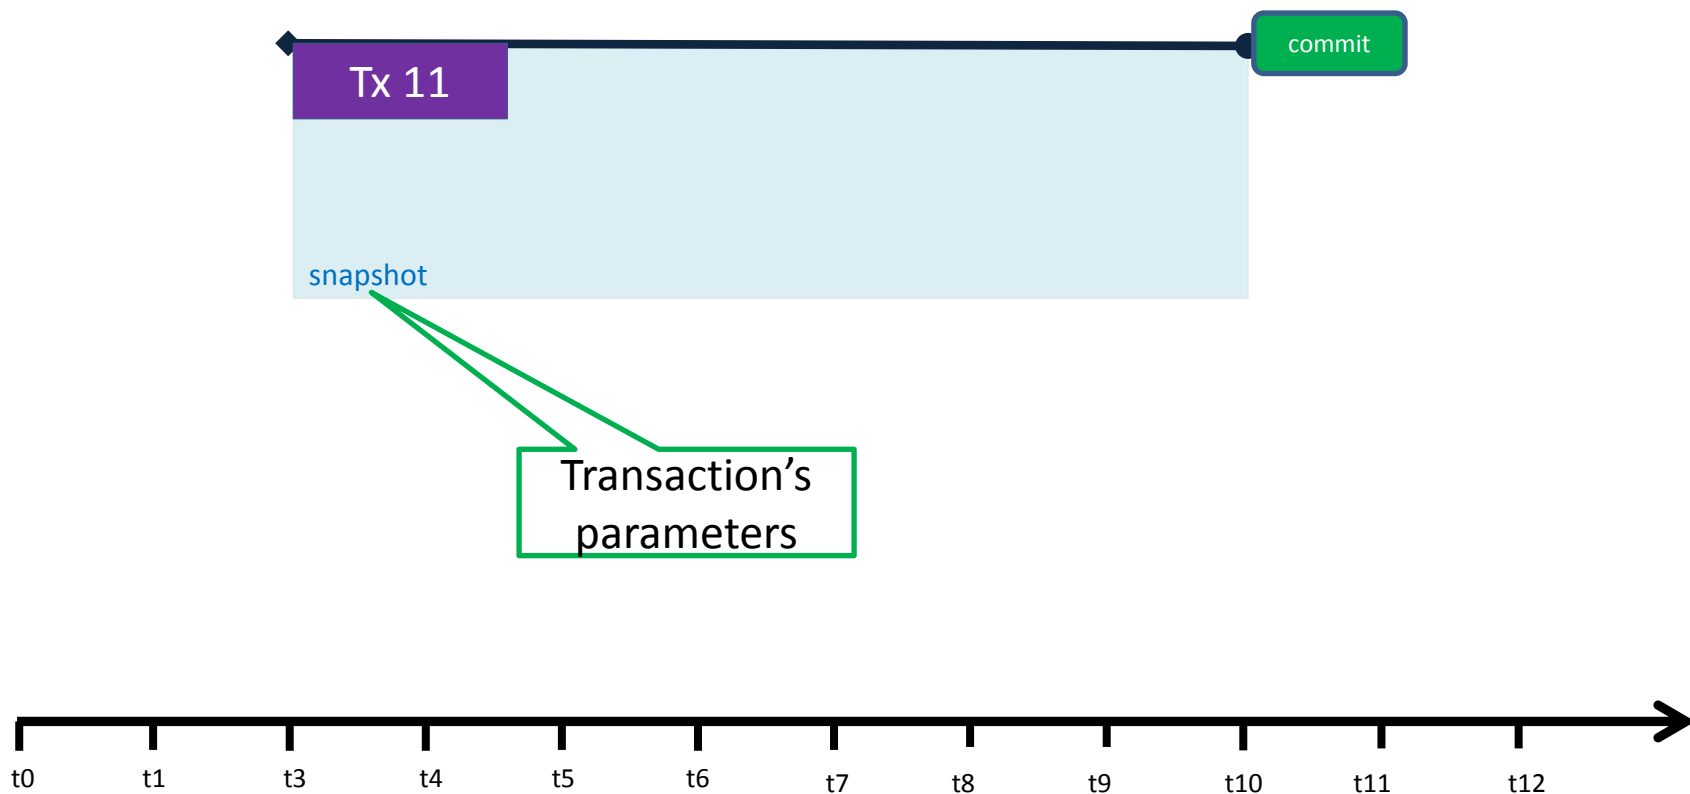 commit
Tx 11
snapshot
Transaction’s
parameters
t0 t1 t3 t4 t5 t6 t7 t8 t9 t10 t11 t12